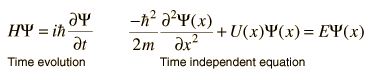 HΨ = iħ ∂Ψ/∂t
Time evolution
−ħ²/2m ∂²Ψ(x)/∂x² + U(x)Ψ(x) = EΨ(x)
Time independent equation